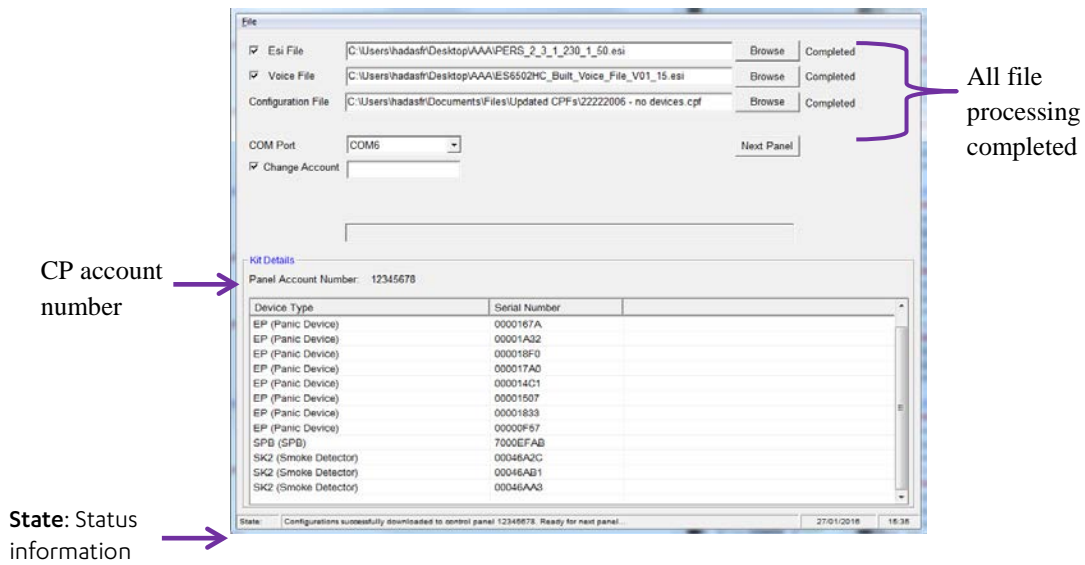 File
Esi File C:\Users\hadasfr\Desktop\AAA\PERS_2_3_1_230_1_50.esi Browse Completed
Voice File C:\Users\hadasfr\Desktop\AAA\ES6502HC_Built_Voice_File_V01_15.esi Browse Completed
Configuration File C:\Users\hadasfr\Documents\Files\Updated CPFs\22222006 - no devices.cpf Browse Completed
All file
processing
completed
COM Port COM6 Next Panel
Change Account
Kit Details
CP account
number
Panel Account Number: 12345678
Device Type Serial Number
EP (Panic Device) 0000167A
EP (Panic Device) 00001A32
EP (Panic Device) 000018F0
EP (Panic Device) 000017A0
EP (Panic Device) 000014C1
EP (Panic Device) 00001507
EP (Panic Device) 00001833
EP (Panic Device) 00000F67
SPB (SPB) 7000EFAB
SK2 (Smoke Detector) 00046A2C
SK2 (Smoke Detector) 00046AB1
SK2 (Smoke Detector) 00046AA3
State: Status
information
State: Configurations successfully downloaded to control panel 12345678. Ready for next panel... 27/01/2016 16:36